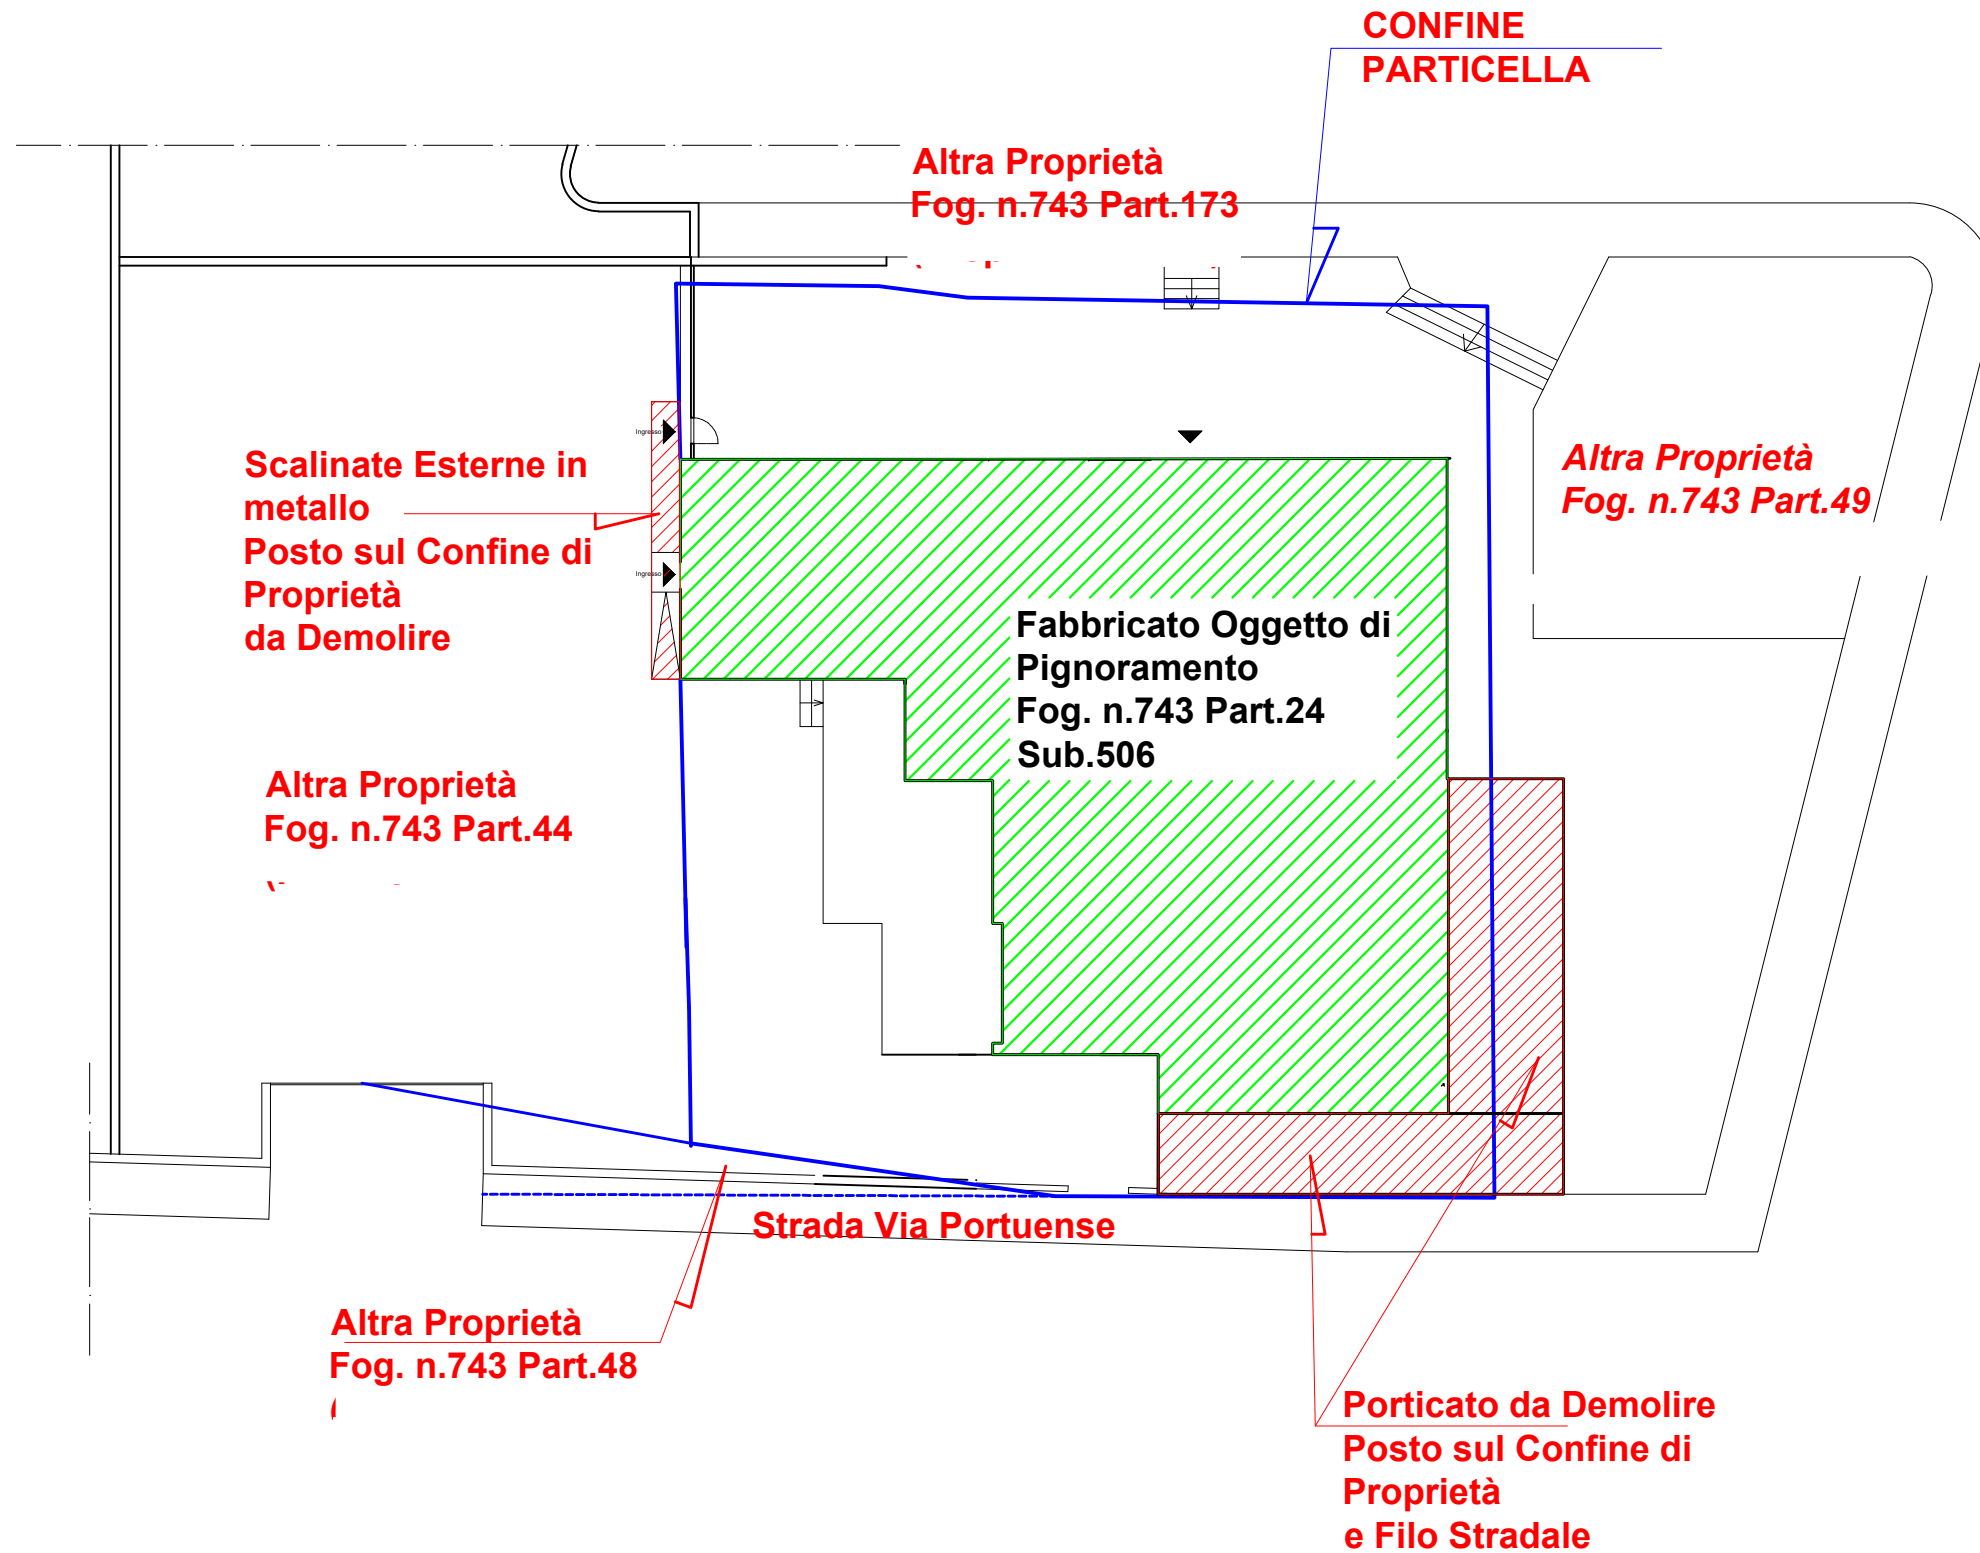 CONFINE
PARTICELLA
Altra Proprietà
Fog. n.743 Part.173
Ingresso
Scalinate Esterne in
metallo
Posto sul Confine di
Proprietà
da Demolire
Ingresso
Altra Proprietà
Fog. n.743 Part.49
Fabbricato Oggetto di
Pignoramento
Fog. n.743 Part.24
Sub.506
Altra Proprietà
Fog. n.743 Part.44
Strada Via Portuense
Altra Proprietà
Fog. n.743 Part.48
Porticato da Demolire
Posto sul Confine di
Proprietà
e Filo Stradale